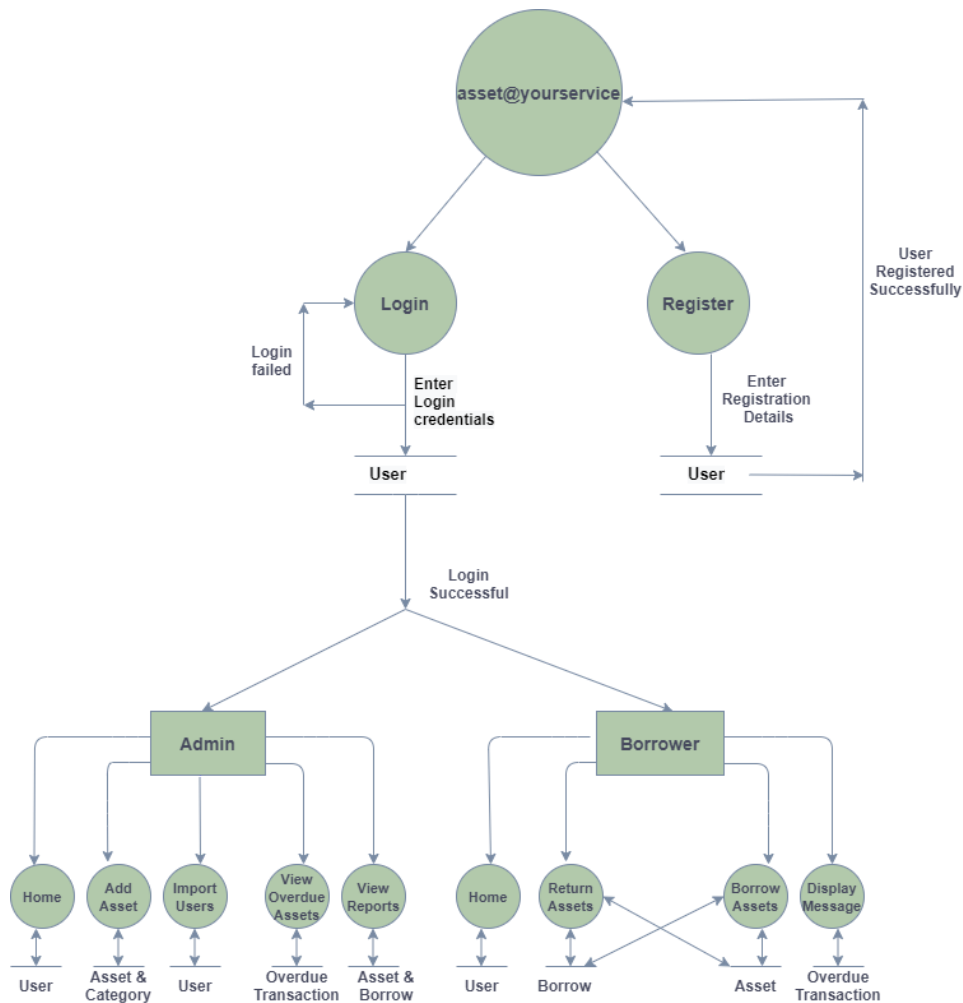 asset@yourservice
User
Registered
Successfully
Login
Register
Login
failed
Enter
Login
credentials
Enter
Registration
Details
User
User
Login
Successful
Admin
Borrower
Home
Add
Asset
Import
Users
View
Overdue
Assets
View
Reports
Home
Return
Assets
Borrow
Assets
Display
Message
User
Asset &
Category
User
Overdue
Transaction
Asset &
Borrow
User
Borrow
Asset
Overdue
Transaction